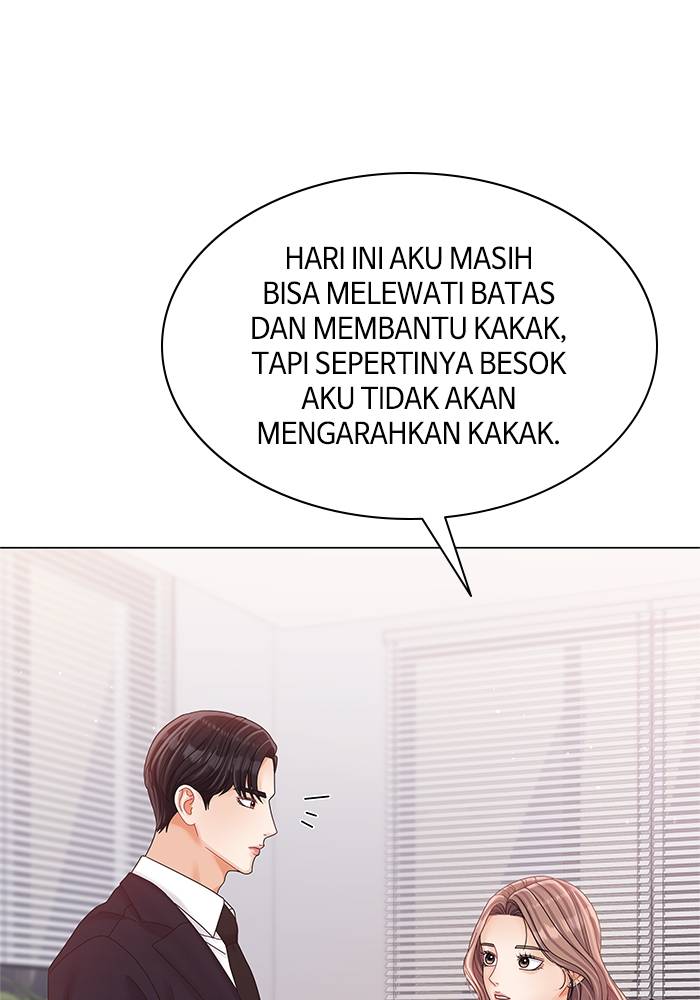 HARI INI AKU MASIH
BISA MELEWATI BATAS
DAN MEMBANTU KAKAK,
TAPI SEPERTINYA BESOK
AKU TIDAK AKAN
MENGARAHKAN KAKAK.